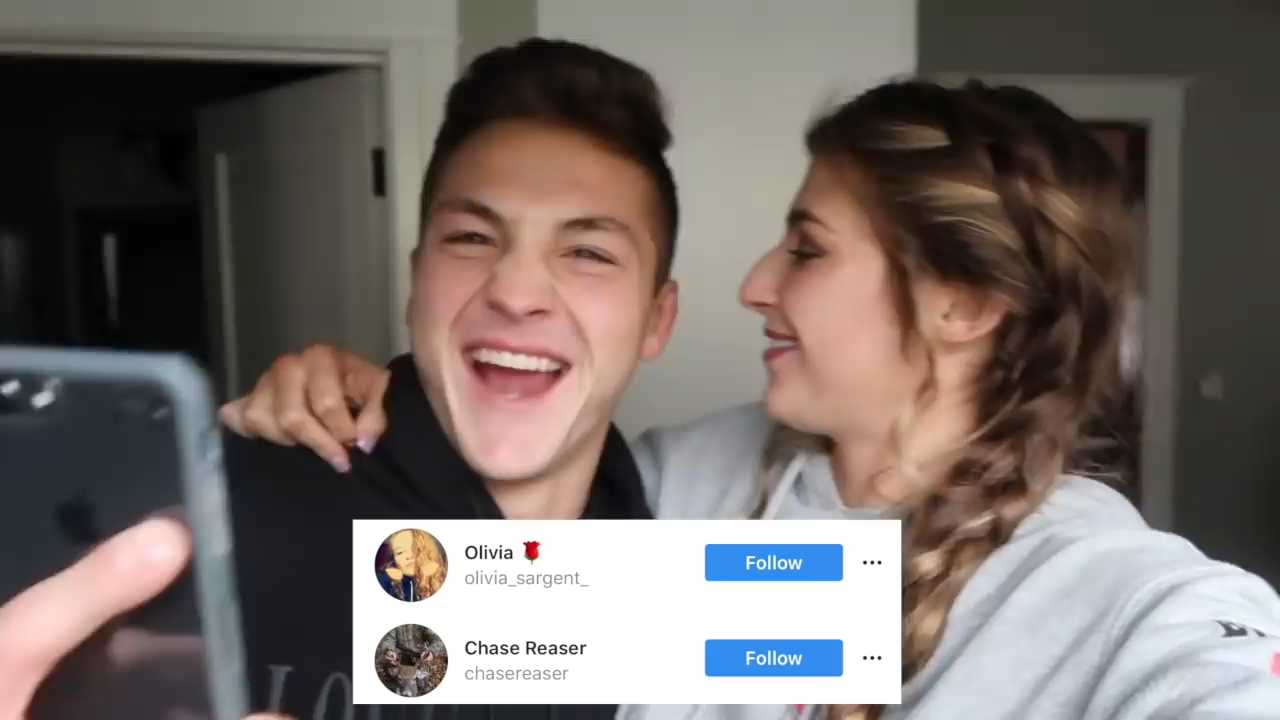 Olivia 🌹
olivia_sargent_
Follow
Chase Reaser
chasereaser
Follow